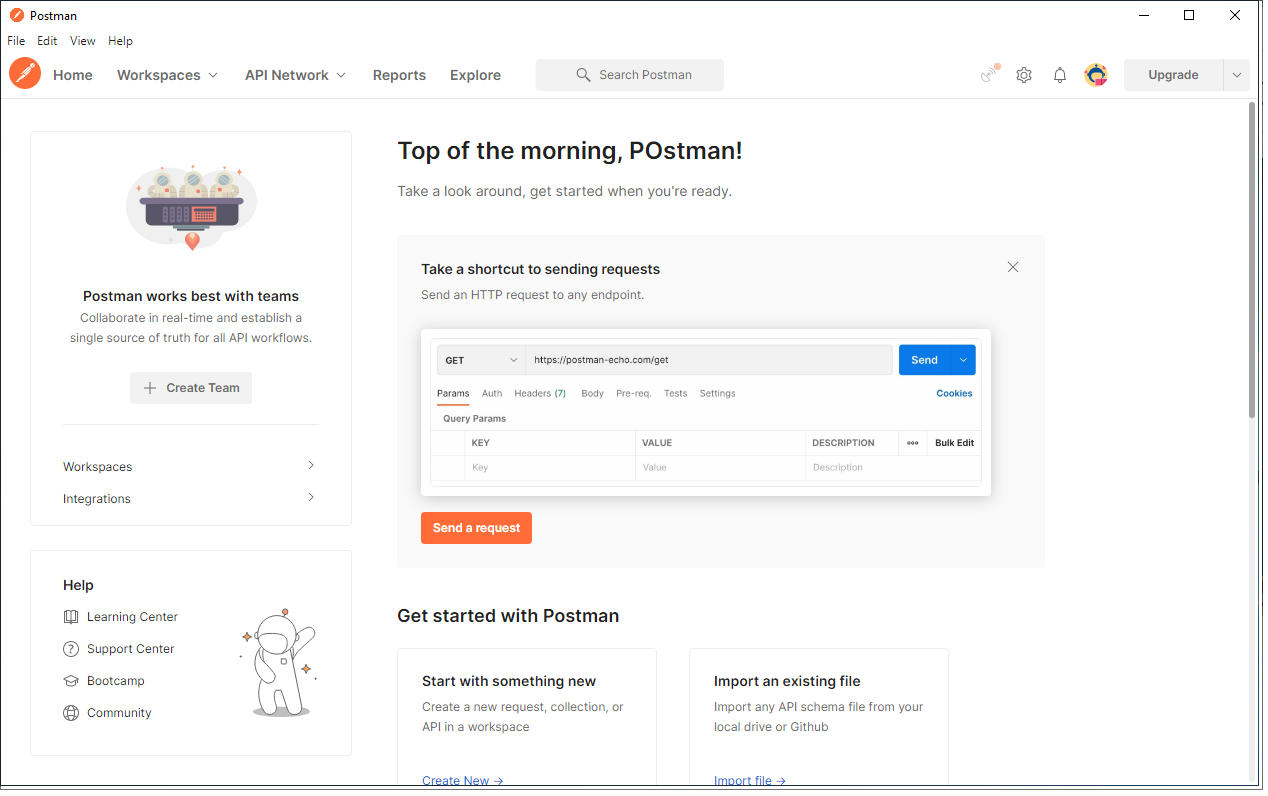 Postman
File Edit View Help
Home Workspaces API Network Reports Explore Search Postman Upgrade
Postman works best with teams
Collaborate in real-time and establish a
single source of truth for all API workflows.
Create Team
Workspaces
Integrations
Help
Learning Center
Support Center
Bootcamp
Community
Top of the morning, POstman!
Take a look around, get started when you're ready.
Take a shortcut to sending requests
Send an HTTP request to any endpoint.
GET https://postman-echo.com/get Send
Params Auth Headers (7) Body Pre-req. Tests Settings Cookies
Query Params
KEY VALUE DESCRIPTION ooo Bulk Edit
Key Value Description
Send a request
Get started with Postman
Start with something new
Create a new request, collection, or
API in a workspace
Create New →
Import an existing file
Import any API schema file from your
local drive or Github
Import file →